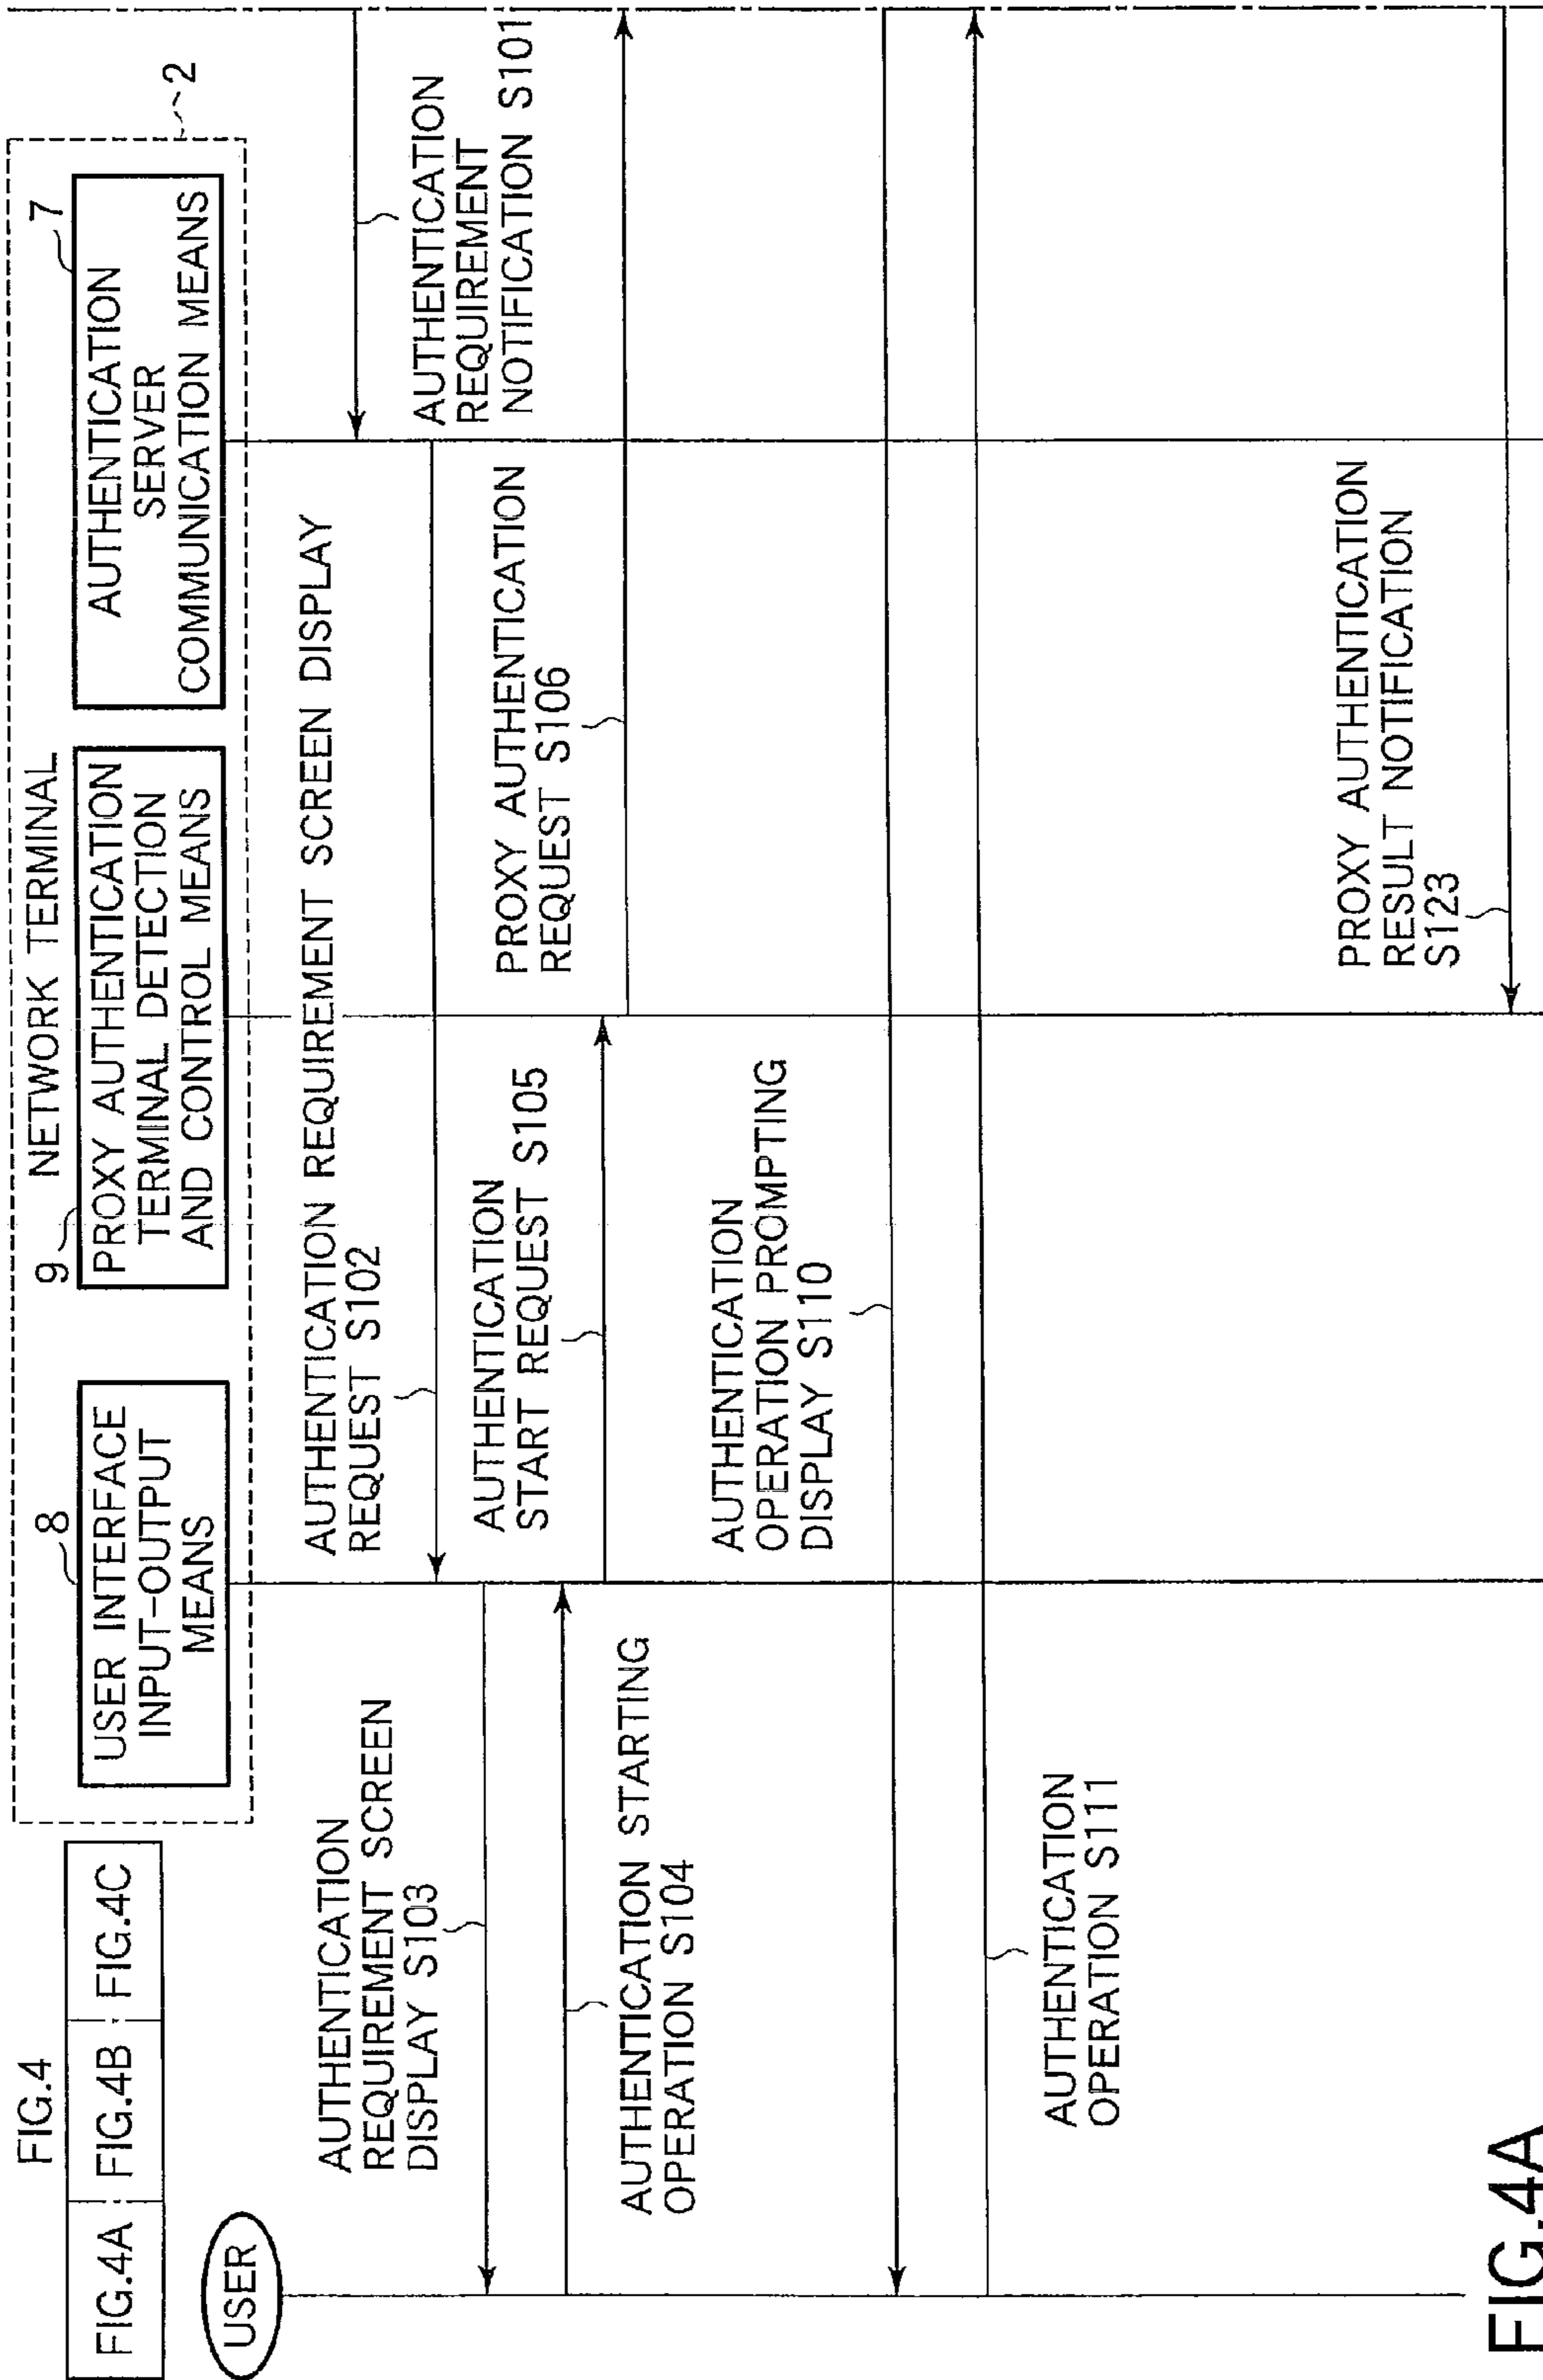 FIG.4
FIG.4A FIG.4B FIG.4C
NETWORK TERMINAL
2
USER
8
USER INTERFACE
INPUT-OUTPUT
MEANS
9
PROXY AUTHENTICATION
TERMINAL DETECTION
AND CONTROL MEANS
7
AUTHENTICATION
SERVER
COMMUNICATION MEANS
AUTHENTICATION
REQUIREMENT
NOTIFICATION S101
AUTHENTICATION REQUIREMENT SCREEN DISPLAY
REQUEST S102
AUTHENTICATION
REQUIREMENT SCREEN
DISPLAY S103
AUTHENTICATION STARTING
OPERATION S104
AUTHENTICATION
START REQUEST S105
PROXY AUTHENTICATION
REQUEST S106
AUTHENTICATION
OPERATION PROMPTING
DISPLAY S110
AUTHENTICATION
OPERATION S111
PROXY AUTHENTICATION
RESULT NOTIFICATION
S123
FIG.4A